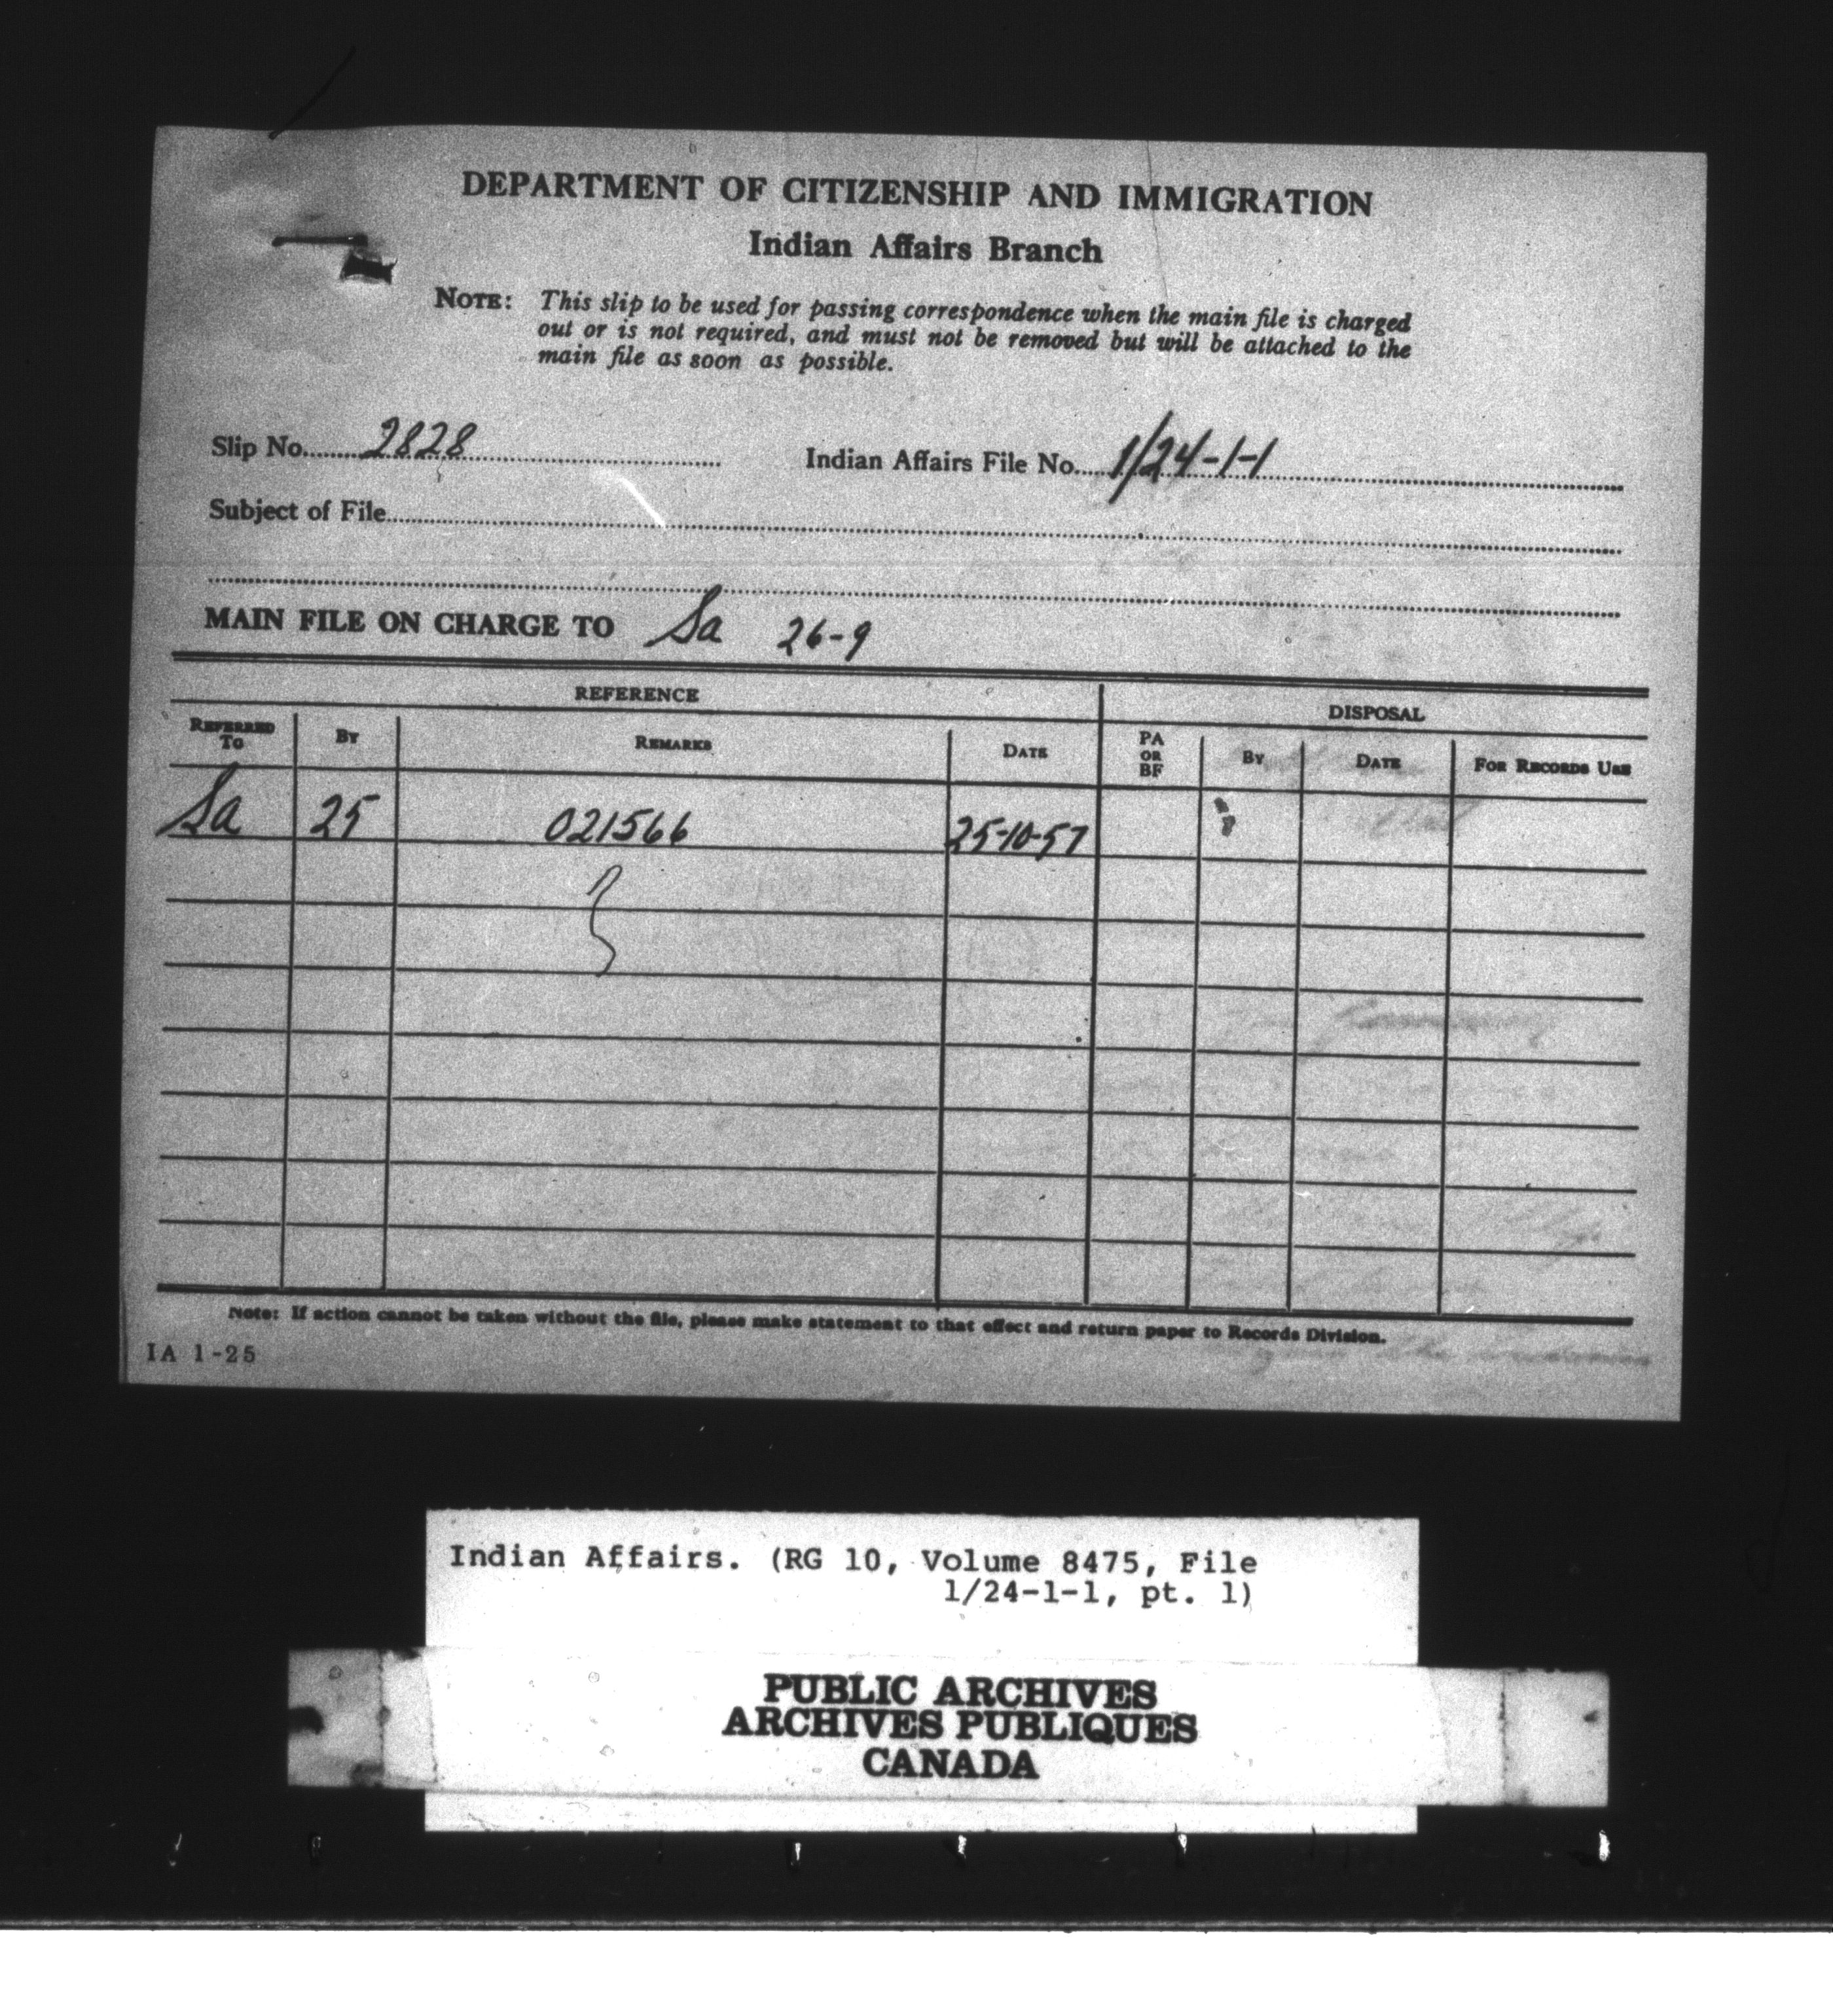 DEPARTMENT OF CITIZENSHIP AND IMMIGRATION
Indian Affairs Branch
NOTE: This slip to be used for passing correspondence when the main file is charged
out or is not required, and must not be removed but will be attached to the
main file as soon as possible.
Slip No. 2828 Indian Affairs File No. 1/24-1-1
Subject of File
MAIN FILE ON CHARGE TO Sa 26-9
REFERENCE DISPOSAL
REFERRED TO BY REMARKS DATE PA OR BF BY DATE FOR RECORDS USE
Sa 25 021566 25-10-57
Note: If action cannot be taken without the file, please make statement to that effect and return paper to Records Division.
IA 1-25
Indian Affairs. (RG 10, Volume 8475, File
1/24-1-1, pt. 1)
PUBLIC ARCHIVES
ARCHIVES PUBLIQUES
CANADA